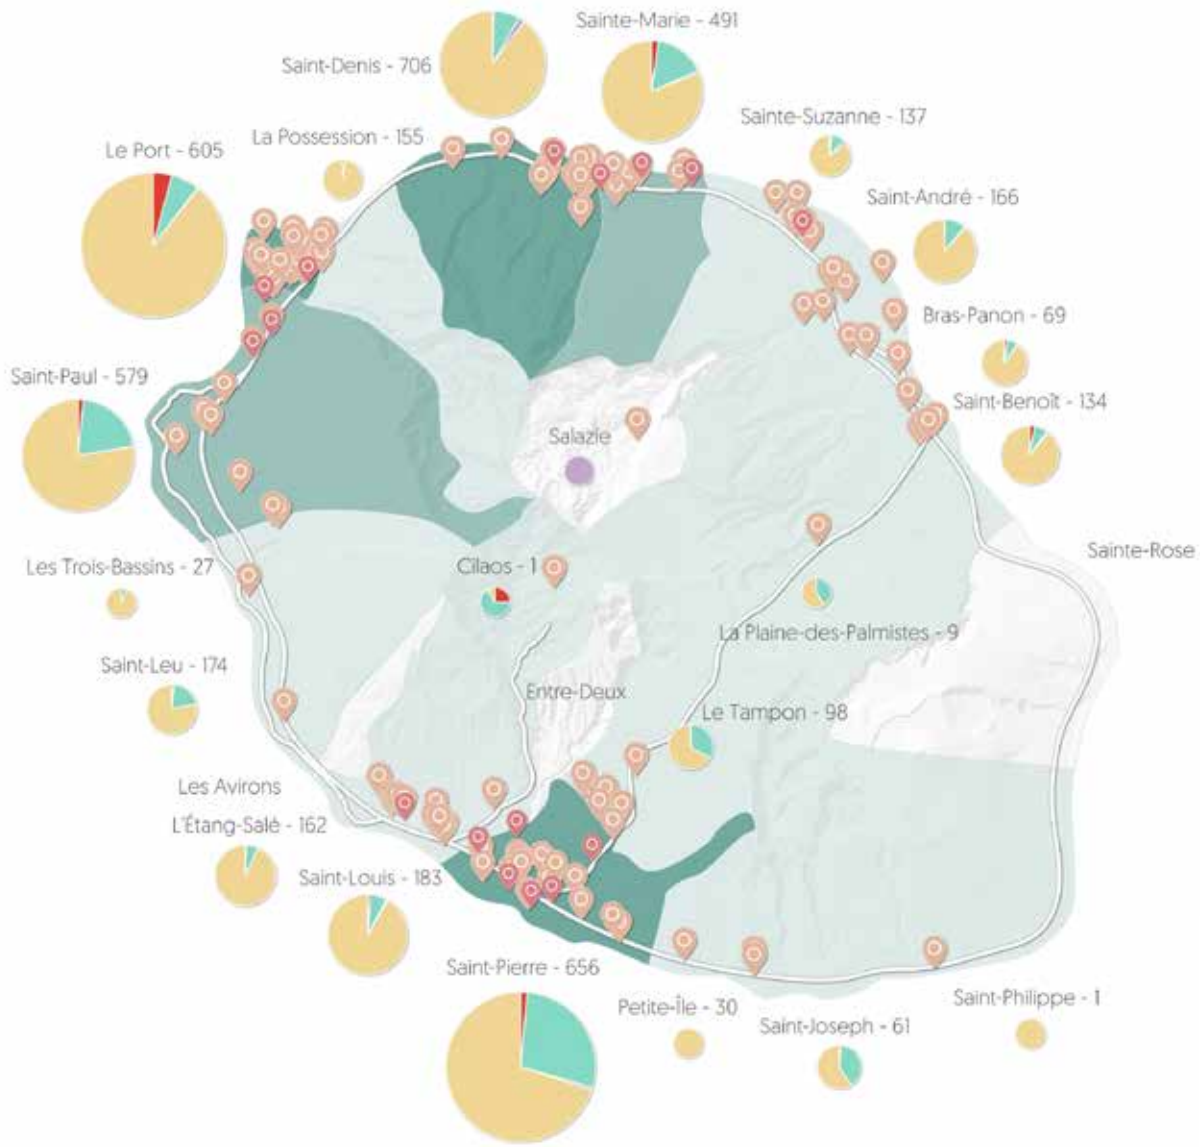 Sainte-Marie - 491
Saint-Denis - 706
Sainte-Suzanne - 137
La Possession - 155
Le Port - 605
Saint-André - 166
Bras-Panon - 69
Saint-Paul - 579
Saint-Benoît - 134
Salazie
Sainte-Rose
Les Trois-Bassins - 27
Cilaos - 1
La Plaine-des-Palmistes - 9
Saint-Leu - 174
Entre-Deux
Le Tampon - 98
Les Avirons
L'Étang-Salé - 162
Saint-Louis - 183
Saint-Pierre - 656
Petite-Île - 30
Saint-Philippe - 1
Saint-Joseph - 61